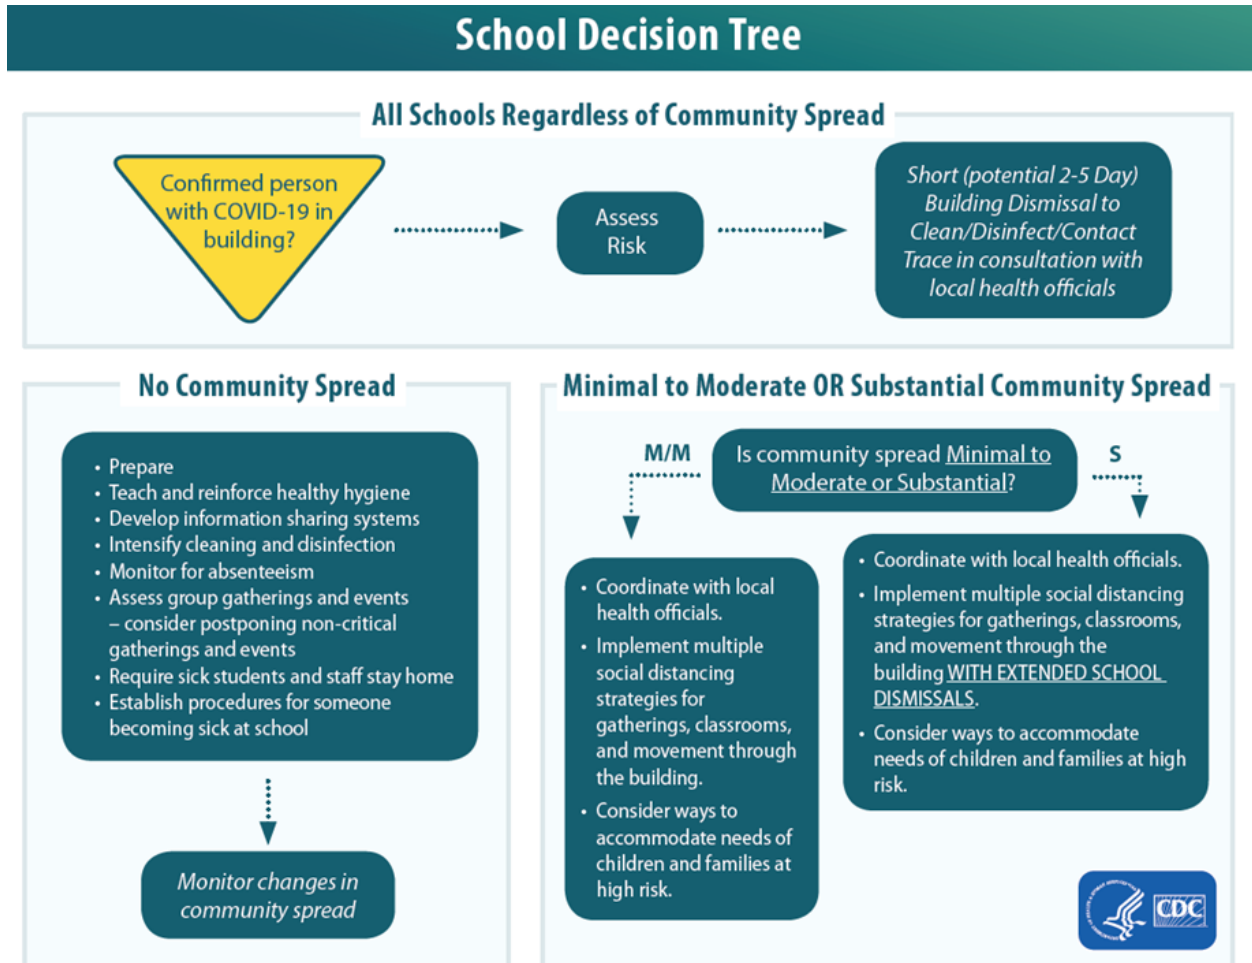 School Decision Tree
All Schools Regardless of Community Spread
Confirmed person
with COVID-19 in
building?
Assess
Risk
Short (potential 2-5 Day)
Building Dismissal to
Clean/Disinfect/Contact
Trace in consultation with
local health officials
No Community Spread
• Prepare
• Teach and reinforce healthy hygiene
• Develop information sharing systems
• Intensify cleaning and disinfection
• Monitor for absenteeism
• Assess group gatherings and events
– consider postponing non-critical
gatherings and events
• Require sick students and staff stay home
• Establish procedures for someone
becoming sick at school
Monitor changes in
community spread
Minimal to Moderate OR Substantial Community Spread
Is community spread Minimal to
Moderate or Substantial?
M/M
• Coordinate with local
health officials.
• Implement multiple
social distancing
strategies for
gatherings, classrooms,
and movement through
the building.
• Consider ways to
accommodate needs of
children and families at
high risk.
S
• Coordinate with local health officials.
• Implement multiple social distancing
strategies for gatherings, classrooms,
and movement through the
building WITH EXTENDED SCHOOL
DISMISSALS.
• Consider ways to accommodate
needs of children and families at high
risk.
CDC